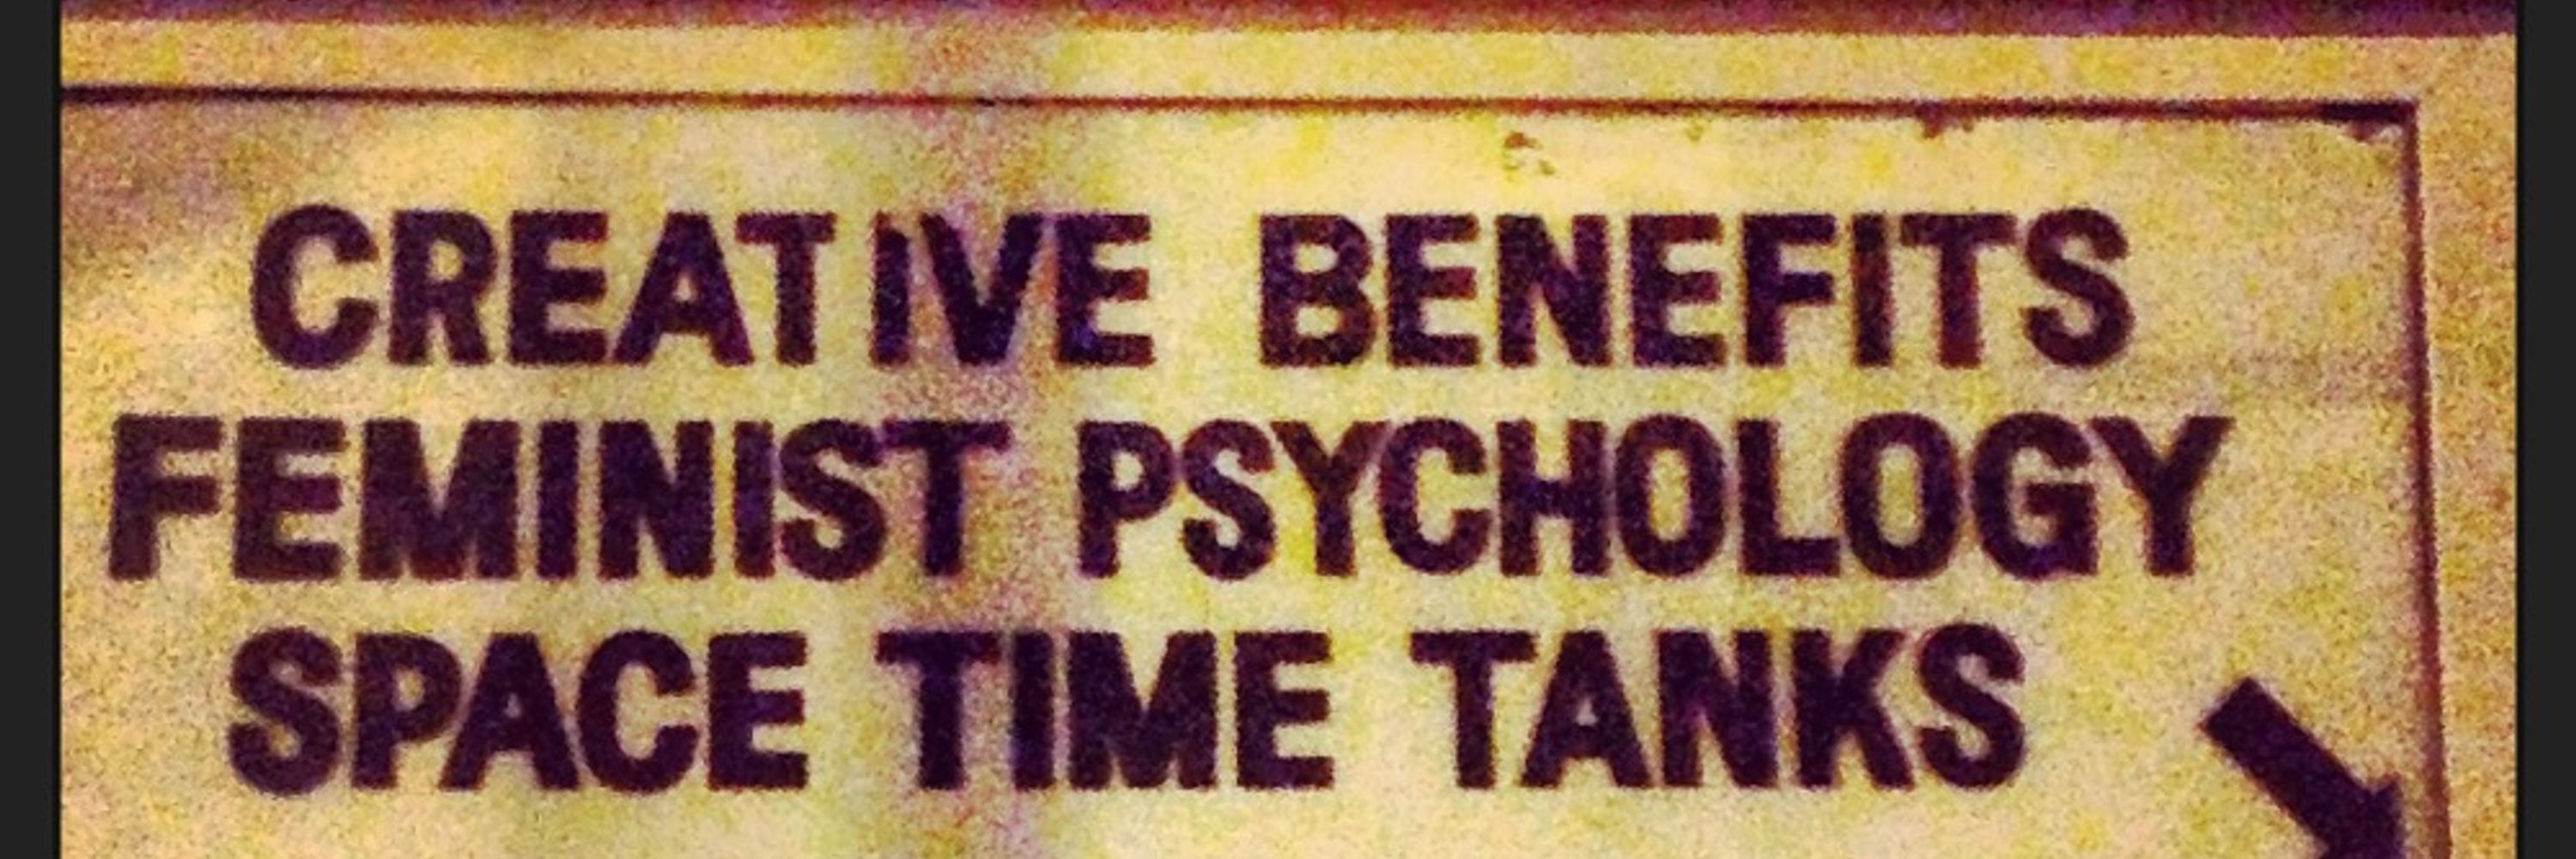 CREATIVE BENEFITS
FEMINIST PSYCHOLOGY
SPACE TIME TANKS